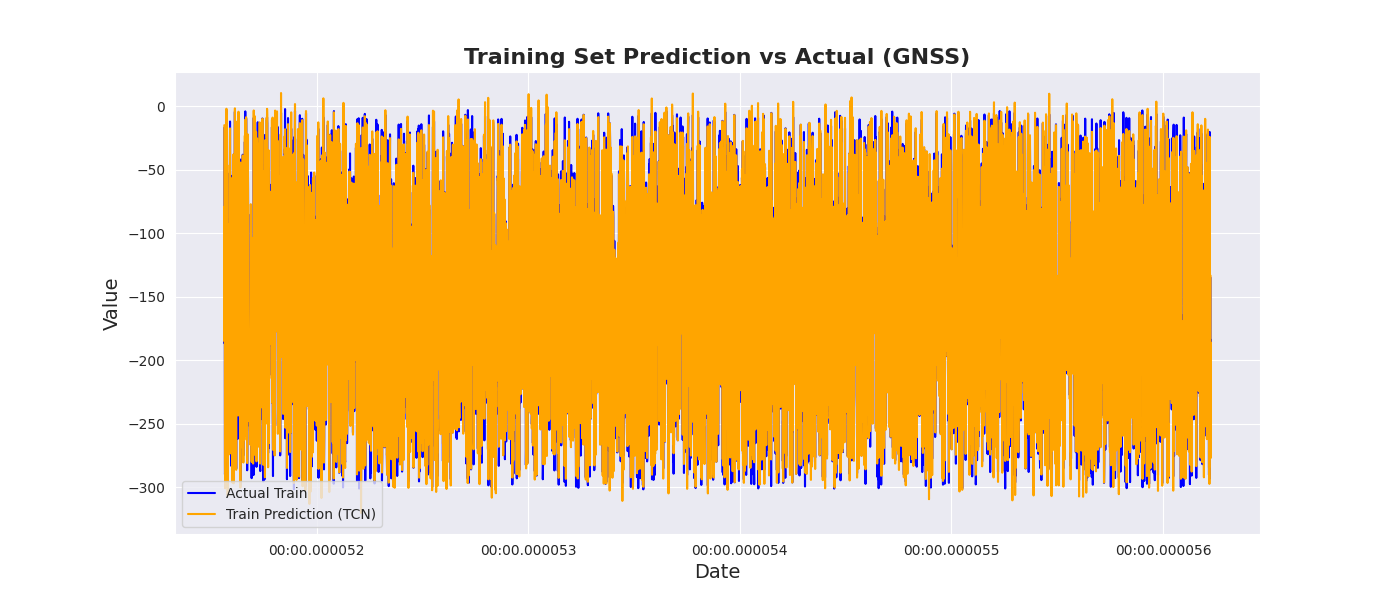 Training Set Prediction vs Actual (GNSS)
Value
0
−50
−100
−150
−200
−250
−300
Actual Train
Train Prediction (TCN)
00:00.000052
00:00.000053
00:00.000054
00:00.000055
00:00.000056
Date